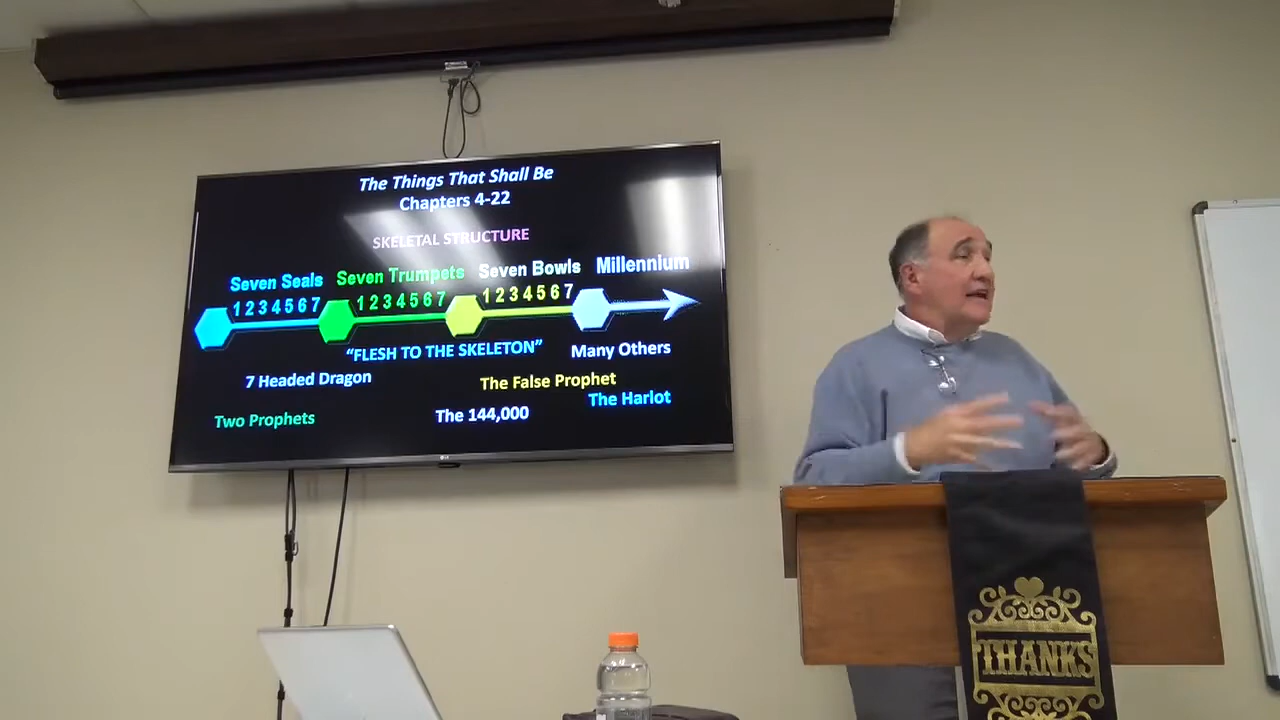 The Things That Shall Be
Chapters 4-22
SKELETAL STRUCTURE
Seven Seals Seven Trumpets Seven Bowls Millennium
1 2 3 4 5 6 7 1 2 3 4 5 6 7 1 2 3 4 5 6 7
“FLESH TO THE SKELETON” Many Others
7 Headed Dragon The False Prophet
The Harlot
Two Prophets The 144,000
THANKS